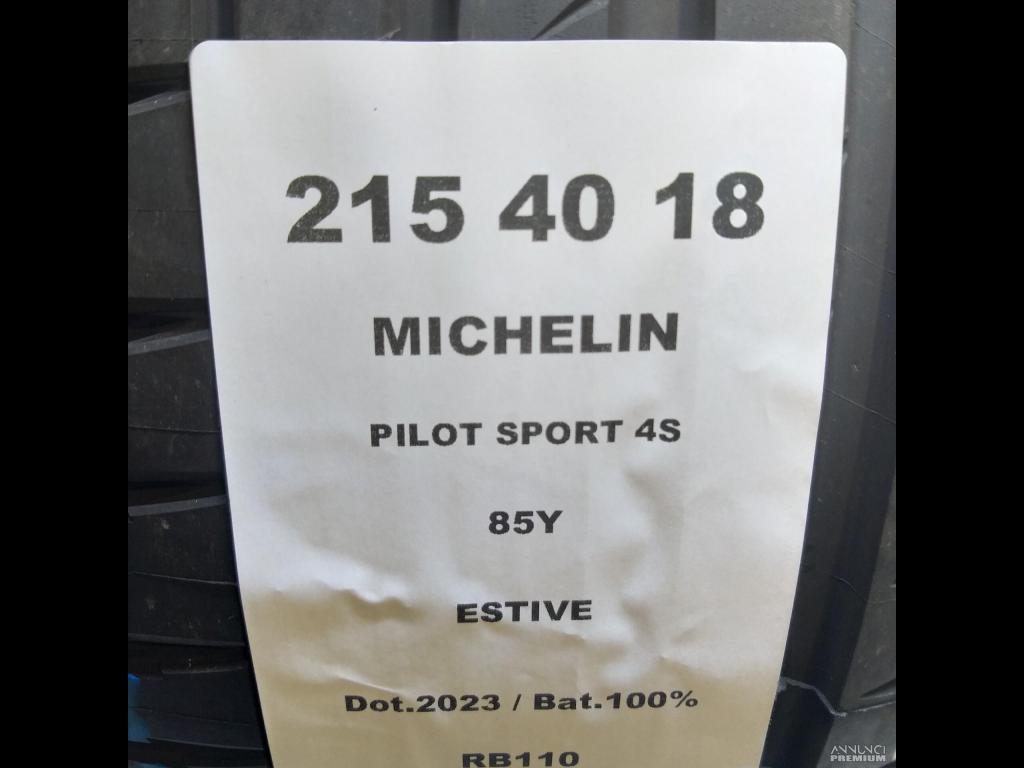 215 40 18
MICHELIN
PILOT SPORT 4S
85Y
ESTIVE
Dot.2023 / Bat.100%
RB110
ANNUNCI
PREMIUM